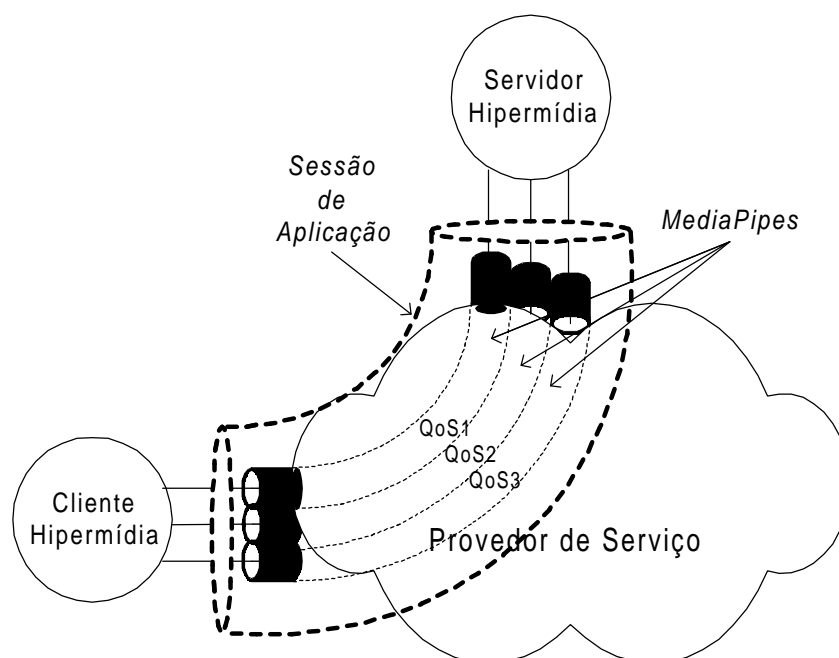 Servidor
Hipermídia
Sessão
de
Aplicação
MediaPipes
QoS1
QoS2
QoS3
Cliente
Hipermídia
Provedor de Serviço